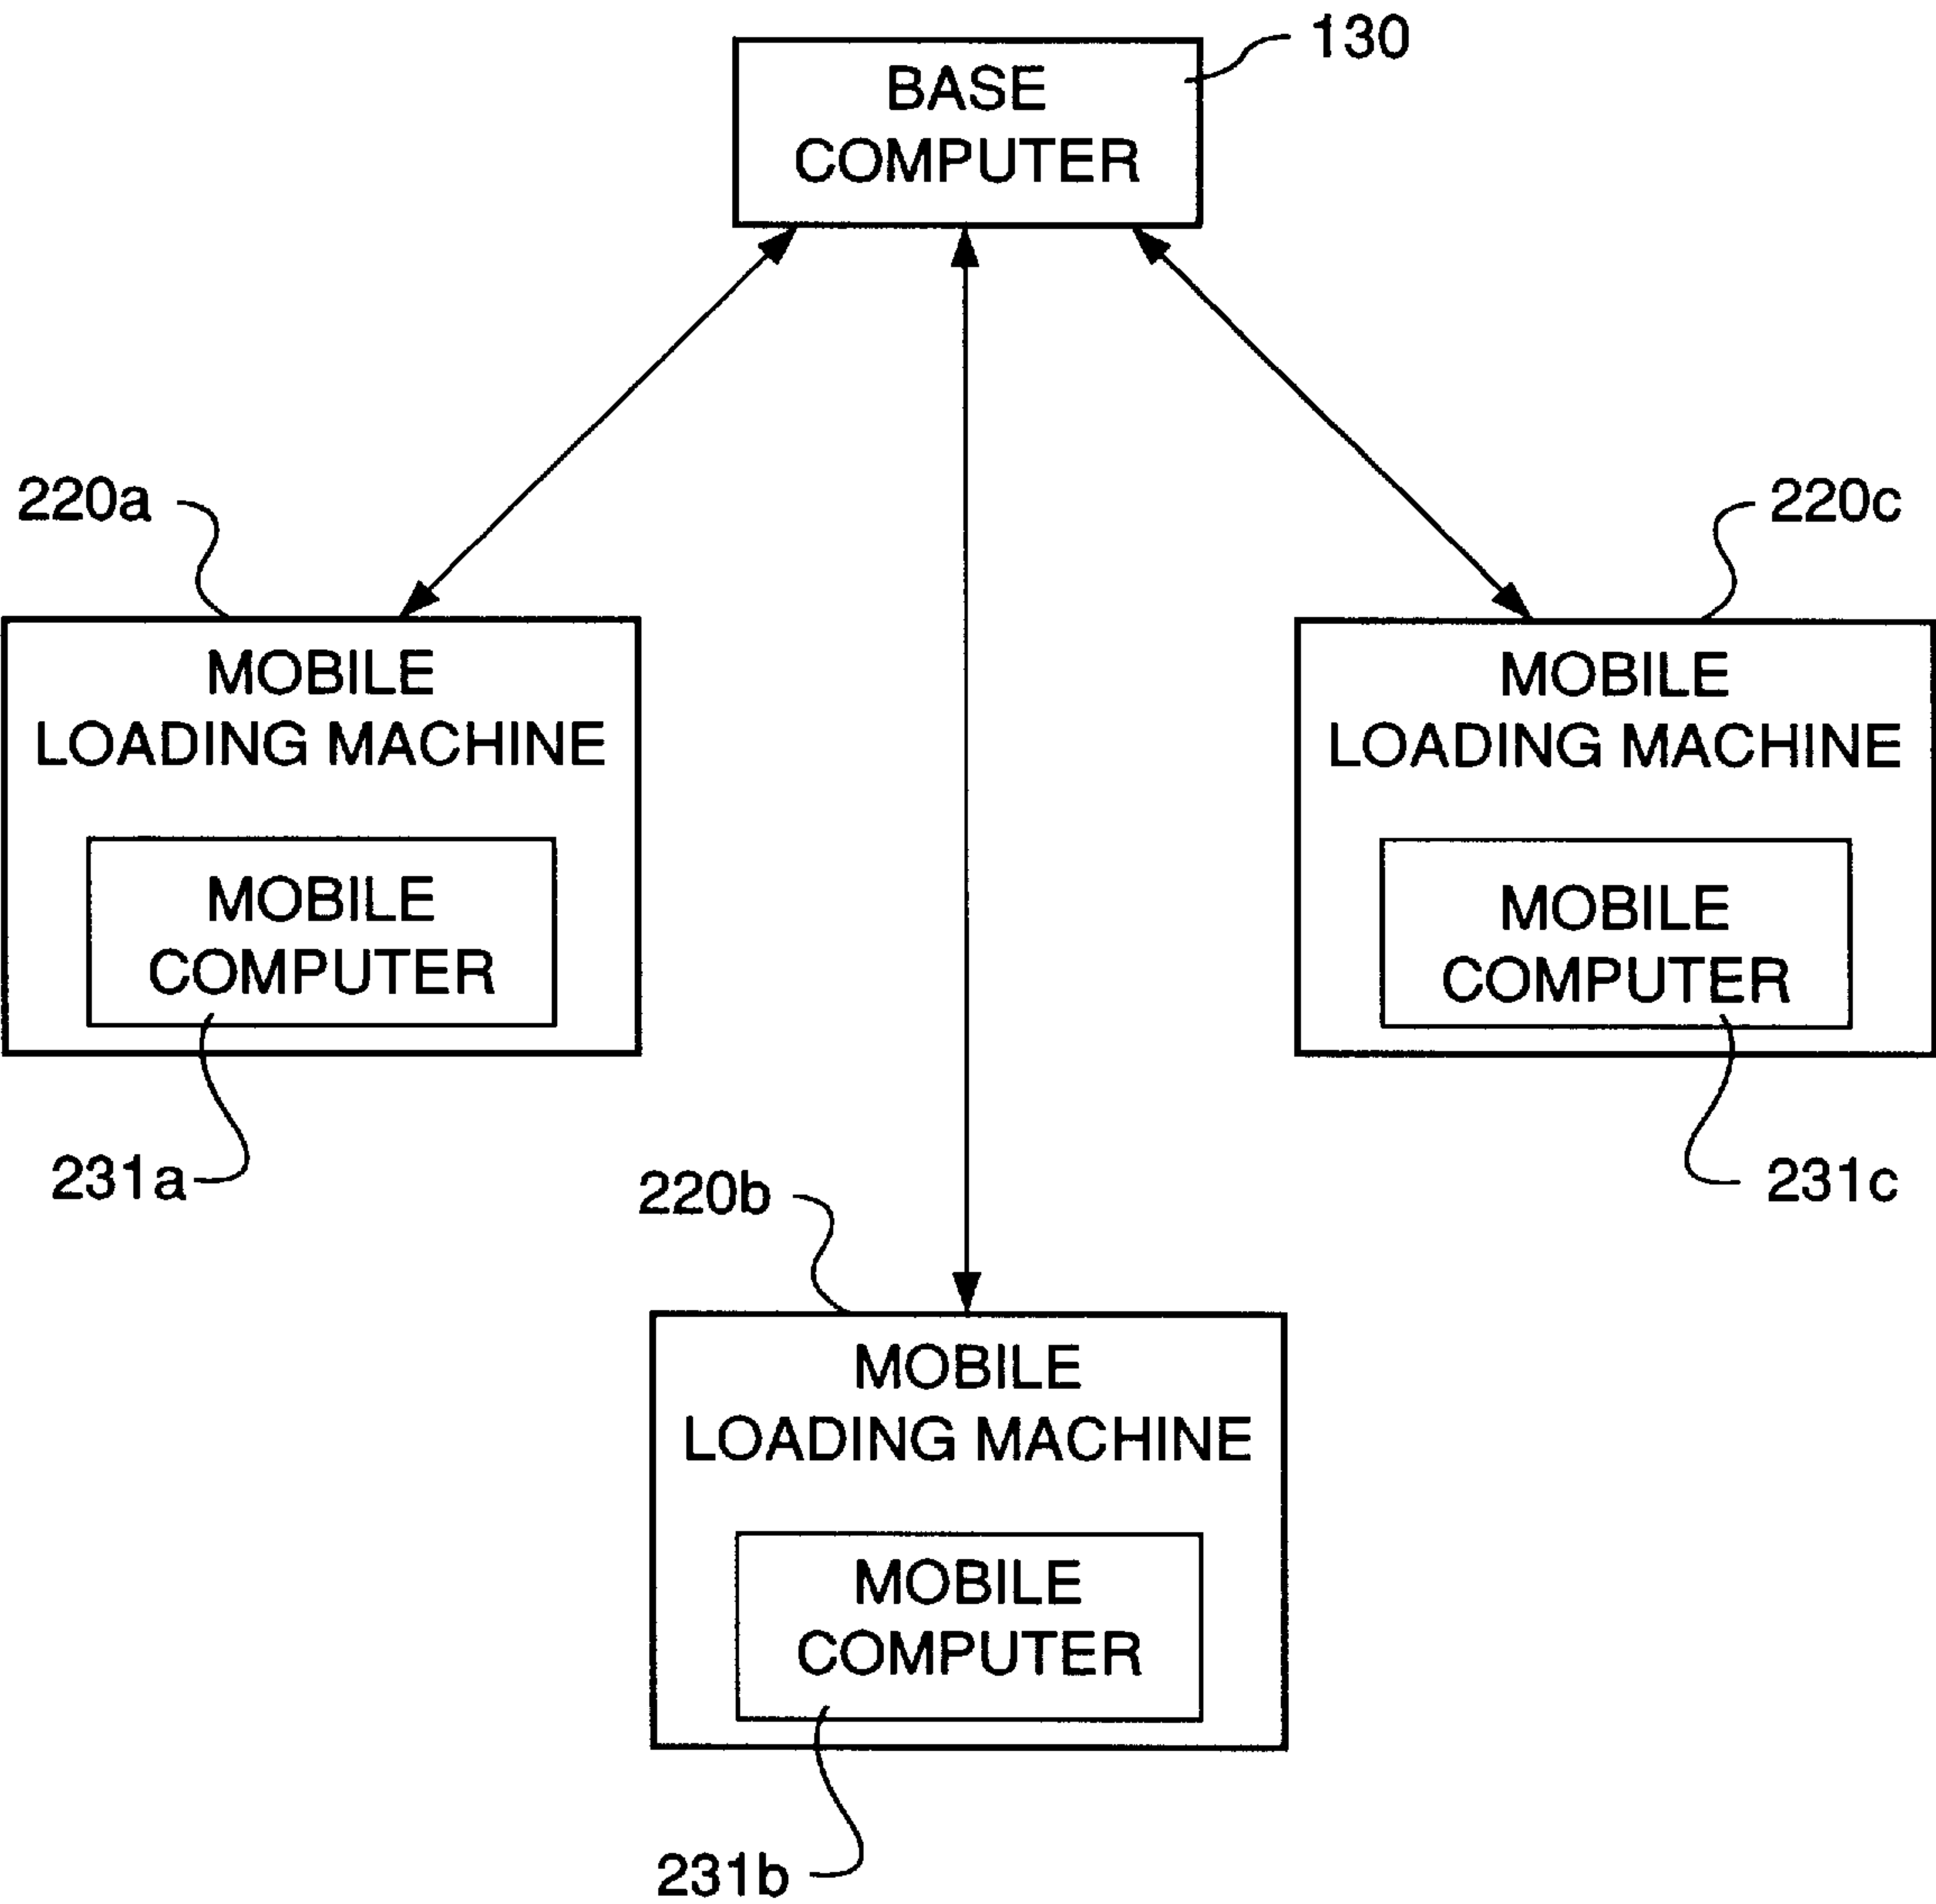 130
BASE
COMPUTER
220a
220c
MOBILE
LOADING MACHINE
MOBILE
COMPUTER
231a
MOBILE
LOADING MACHINE
MOBILE
COMPUTER
231c
220b
MOBILE
LOADING MACHINE
MOBILE
COMPUTER
231b